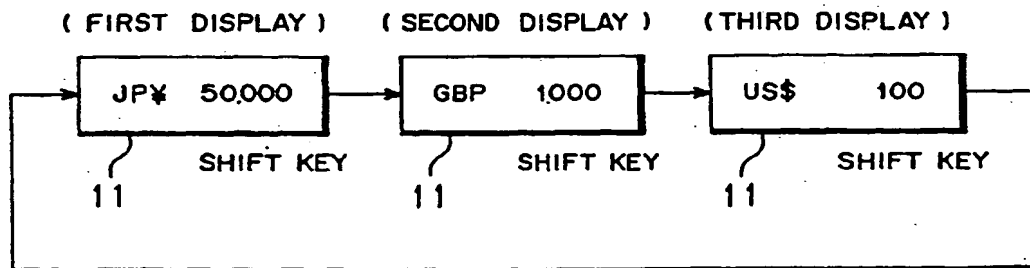 ( FIRST DISPLAY ) ( SECOND DISPLAY ) ( THIRD DISPLAY )
JP¥ 50,000 GBP 1,000 US$ 100
SHIFT KEY SHIFT KEY SHIFT KEY
11 11 11